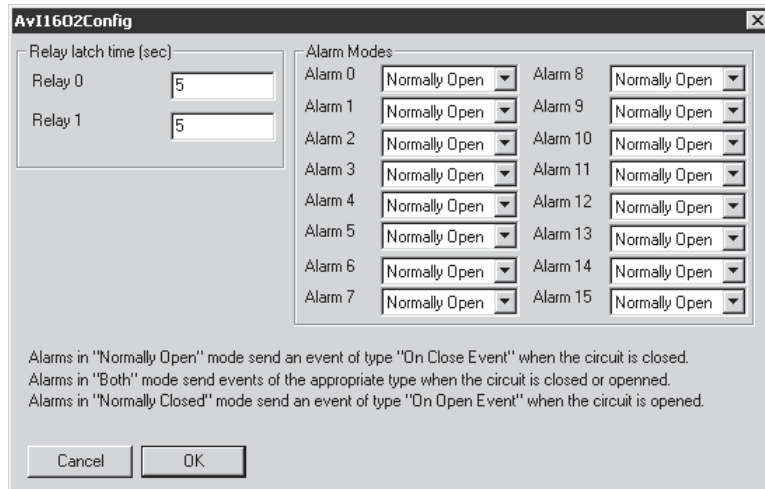 AvI16O2Config
Relay latch time (sec)
Relay 0 5
Relay 1 5
Alarm Modes
Alarm 0 Normally Open Alarm 8 Normally Open
Alarm 1 Normally Open Alarm 9 Normally Open
Alarm 2 Normally Open Alarm 10 Normally Open
Alarm 3 Normally Open Alarm 11 Normally Open
Alarm 4 Normally Open Alarm 12 Normally Open
Alarm 5 Normally Open Alarm 13 Normally Open
Alarm 6 Normally Open Alarm 14 Normally Open
Alarm 7 Normally Open Alarm 15 Normally Open
Alarms in "Normally Open" mode send an event of type "On Close Event" when the circuit is closed.
Alarms in "Both" mode send events of the appropriate type when the circuit is closed or openned.
Alarms in "Normally Closed" mode send an event of type "On Open Event" when the circuit is opened.
Cancel OK